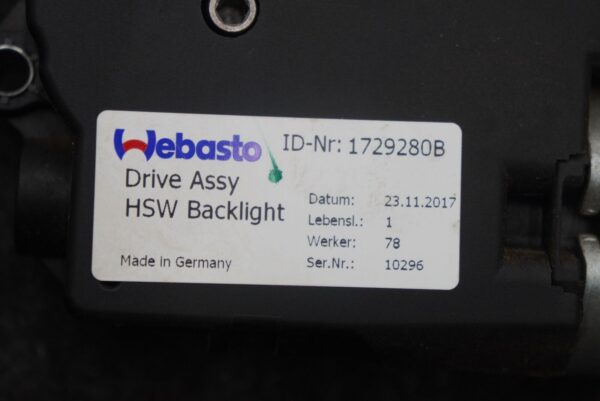 Webasto ID-Nr: 1729280B
Drive Assy
HSW Backlight
Datum: 23.11.2017
Lebensl.: 1
Werker: 78
Ser.Nr.: 10296
Made in Germany